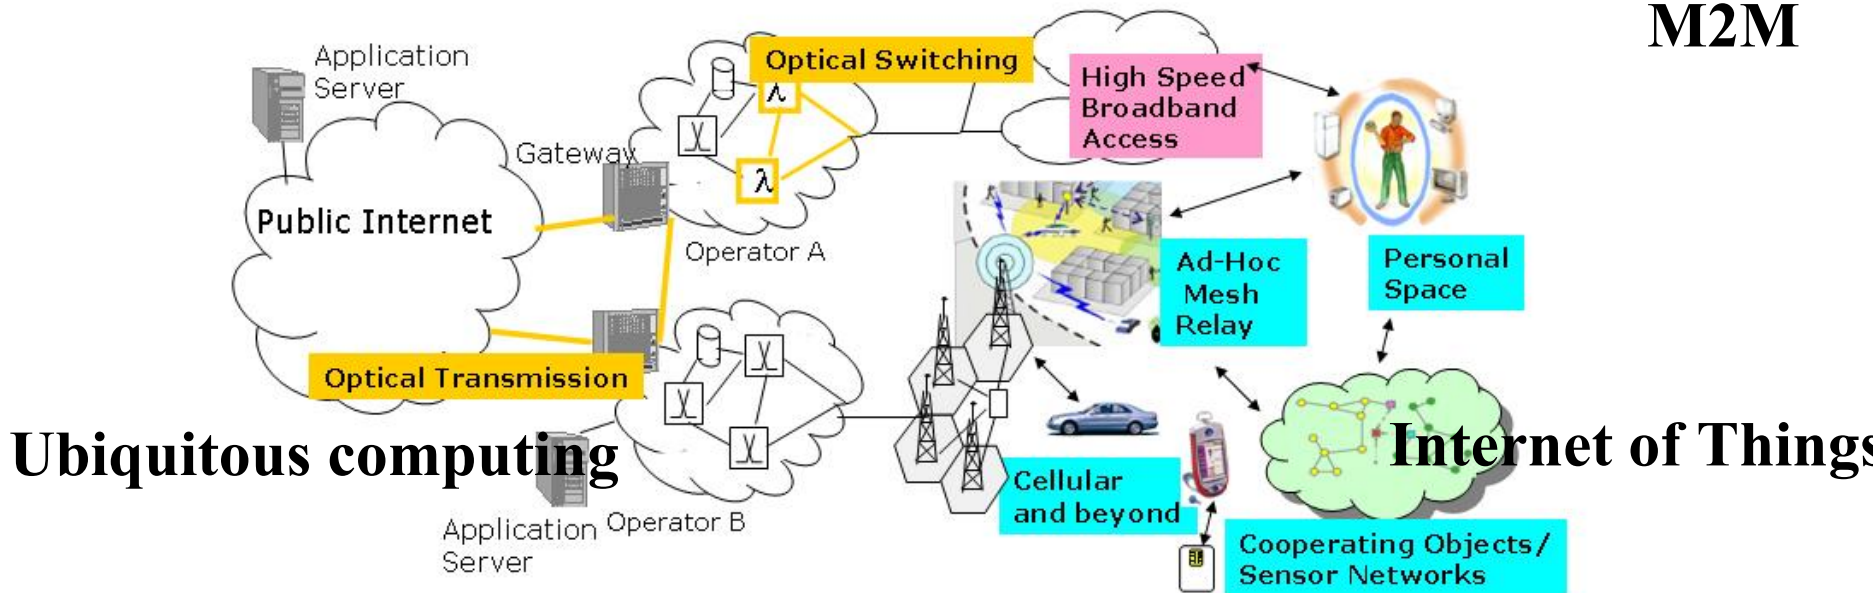 M2M
Application
Server
Optical Switching
High Speed
Broadband
Access
λ
Gateway
λ
Public Internet
Operator A
Ad-Hoc
Mesh
Relay
Personal
Space
Optical Transmission
Ubiquitous computing
Internet of Things
Cellular
and beyond
Application
Server
Operator B
Cooperating Objects/
Sensor Networks